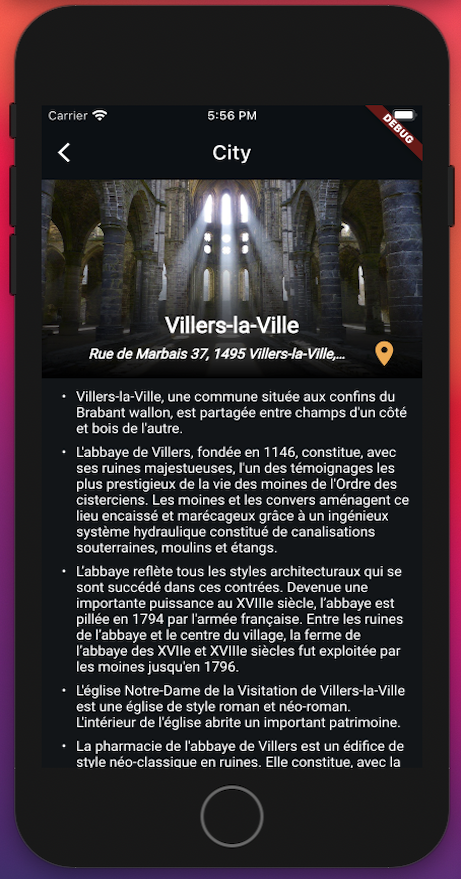 Carrier 5:56 PM
DEBUG
City
Villers-la-Ville
Rue de Marbais 37, 1495 Villers-la-Ville,...
• Villers-la-Ville, une commune située aux confins du
Brabant wallon, est partagée entre champs d'un côté
et bois de l'autre.
• L'abbaye de Villers, fondée en 1146, constitue, avec
ses ruines majestueuses, l'un des témoignages les
plus prestigieux de la vie des moines de l'Ordre des
cisterciens. Les moines et les convers aménagent ce
lieu encaissé et marécageux grâce à un ingénieux
système hydraulique constitué de canalisations
souterraines, moulins et étangs.
• L'abbaye reflète tous les styles architecturaux qui se
sont succédé dans ces contrées. Devenue une
importante puissance au XVIIIe siècle, l'abbaye est
pillée en 1794 par l'armée française. Entre les ruines
de l'abbaye et le centre du village, la ferme de
l'abbaye des XVIIe et XVIIIe siècles fut exploitée par
les moines jusqu'en 1796.
• L'église Notre-Dame de la Visitation de Villers-la-Ville
est une église de style roman et néo-roman.
L'intérieur de l'église abrite un important patrimoine.
• La pharmacie de l'abbaye de Villers est un édifice de
style néo-classique en ruines. Elle constitue, avec la